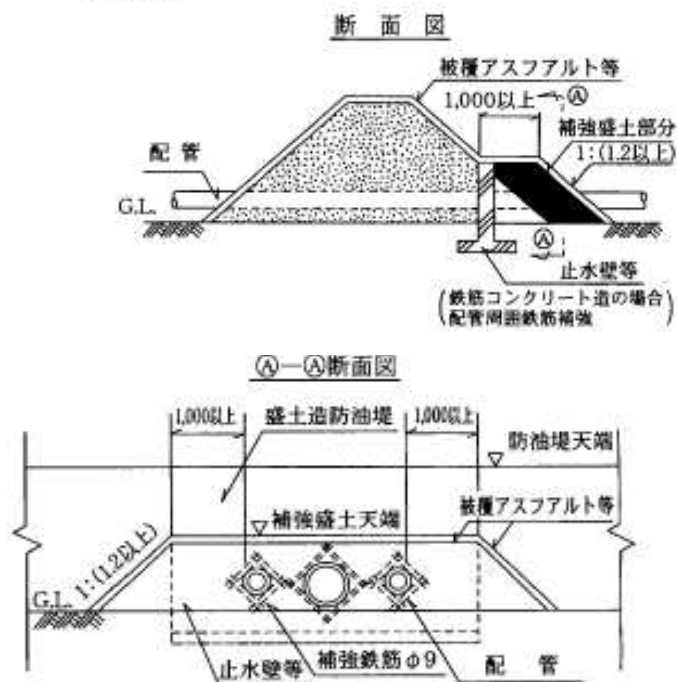 断面図
被覆アスフアルト等
1,000以上
Ⓐ
補強盛土部分
1:(1.2以上)
配管
G.L.
Ⓐ
止水壁等
(鉄筋コンクリート造の場合
配管周囲鉄筋補強)
Ⓐ—Ⓐ断面図
1,000以上
盛土造防油堤
1,000以上
防油堤天端
補強盛土天端
被覆アスフアルト等
1:(1.2以上)
G.L.
止水壁等
補強鉄筋φ9
配管